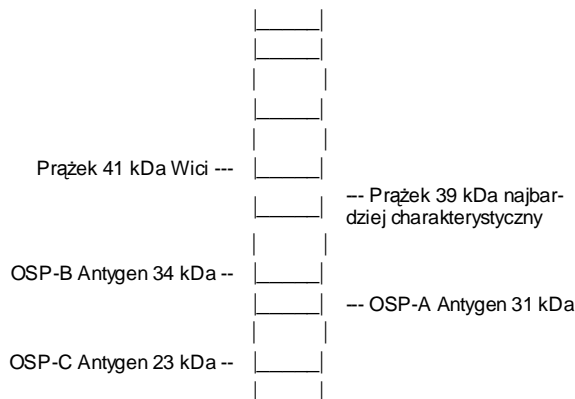 Prążek 41 kDa Wici ---
--- Prążek 39 kDa najbar-
dziej charakterystyczny
OSP-B Antygen 34 kDa --
--- OSP-A Antygen 31 kDa
OSP-C Antygen 23 kDa --